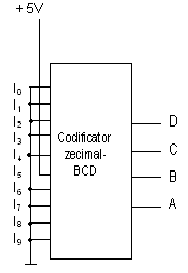 +5V
I0
I1
I2
I3
I4
I5
I6
I7
I8
I9
Codificator
zecimal-
BCD
D
C
B
A